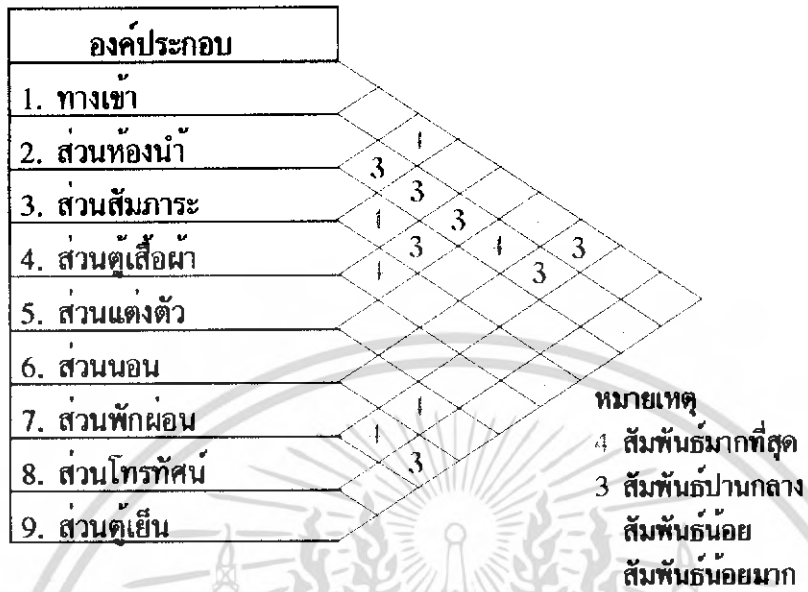 องค์ประกอบ
1. ทางเข้า
2. ส่วนห้องน้ำ
3. ส่วนสัมภาระ
4. ส่วนตู้เสื้อผ้า
5. ส่วนแต่งตัว
6. ส่วนนอน
7. ส่วนพักผ่อน
8. ส่วนโทรทัศน์
9. ส่วนตู้เย็น
4
3 3
4 3
3 4 3
4 3
4
4
3
หมายเหตุ
4 สัมพันธ์มากที่สุด
3 สัมพันธ์ปานกลาง
สัมพันธ์น้อย
สัมพันธ์น้อยมาก